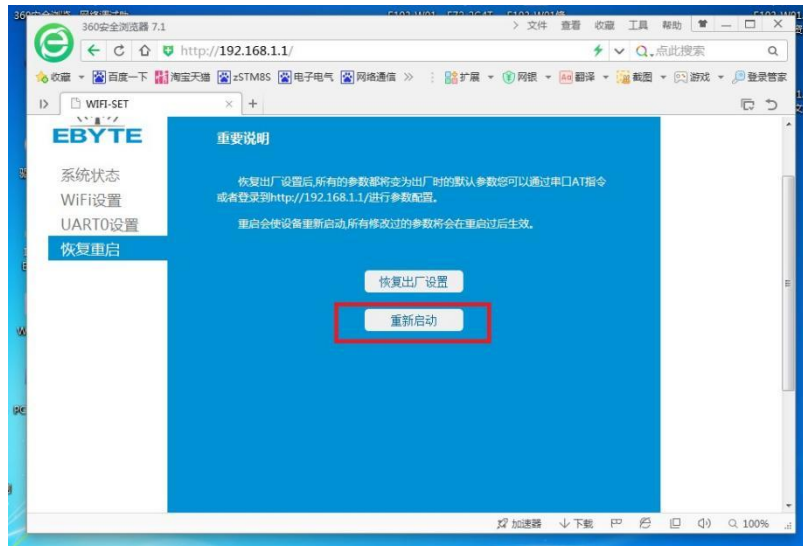 360安全浏览器 7.1
文件 查看 收藏 工具 帮助
http://192.168.1.1/
点此搜索
收藏 百度一下 淘宝天猫 zSTM8S 电子电气 网络通信 扩展 网银 翻译 截图 游戏 登录管家
WIFI-SET
EBYTE
系统状态
WiFi设置
UART0设置
恢复重启
重要说明
恢复出厂设置后,所有的参数都将变为出厂时的默认参数您可以通过串口AT指令
或者登录到http://192.168.1.1/进行参数配置。
重启会使设备重新启动,所有修改过的参数将会在重启过后生效。
恢复出厂设置
重新启动
加速器 下载 100%